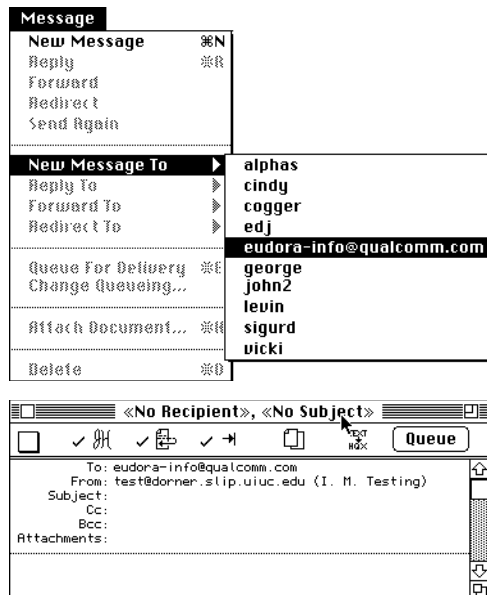 Message
New Message ⌘N
Reply ⌘R
Forward
Redirect
Send Again
New Message To
Reply To
Forward To
Redirect To
Queue For Delivery ⌘E
Change Queueing...
Attach Document... ⌘H
Delete ⌘D
alphas
cindy
cogger
edj
eudora-info@qualcomm.com
george
john2
levin
sigurd
vicki
«No Recipient», «No Subject»
TEXT
HQX
Queue
To: eudora-info@qualcomm.com
From: test@dorner.slip.uiuc.edu (I. M. Testing)
Subject:
Cc:
Bcc:
Attachments: